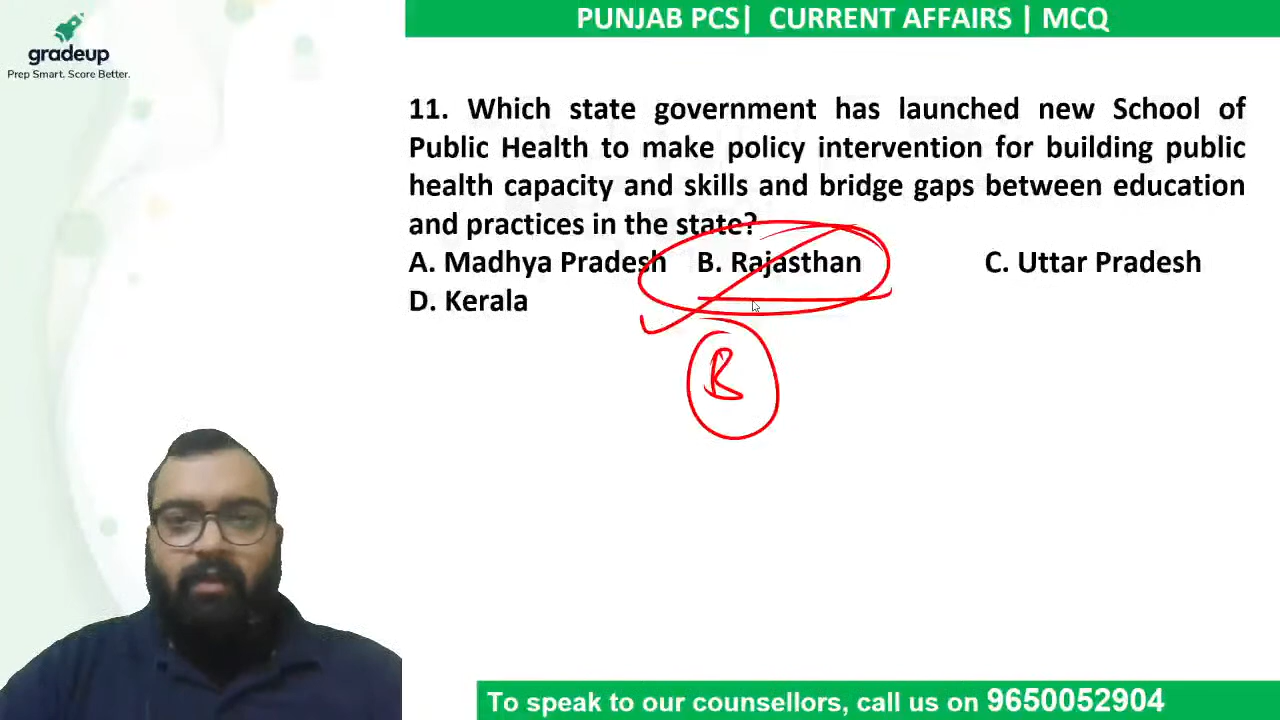 gradeup
Prep Smart. Score Better.
PUNJAB PCS| CURRENT AFFAIRS | MCQ
11. Which state government has launched new School of
Public Health to make policy intervention for building public
health capacity and skills and bridge gaps between education
and practices in the state?
A. Madhya Pradesh B. Rajasthan C. Uttar Pradesh
D. Kerala
B
To speak to our counsellors, call us on 9650052904